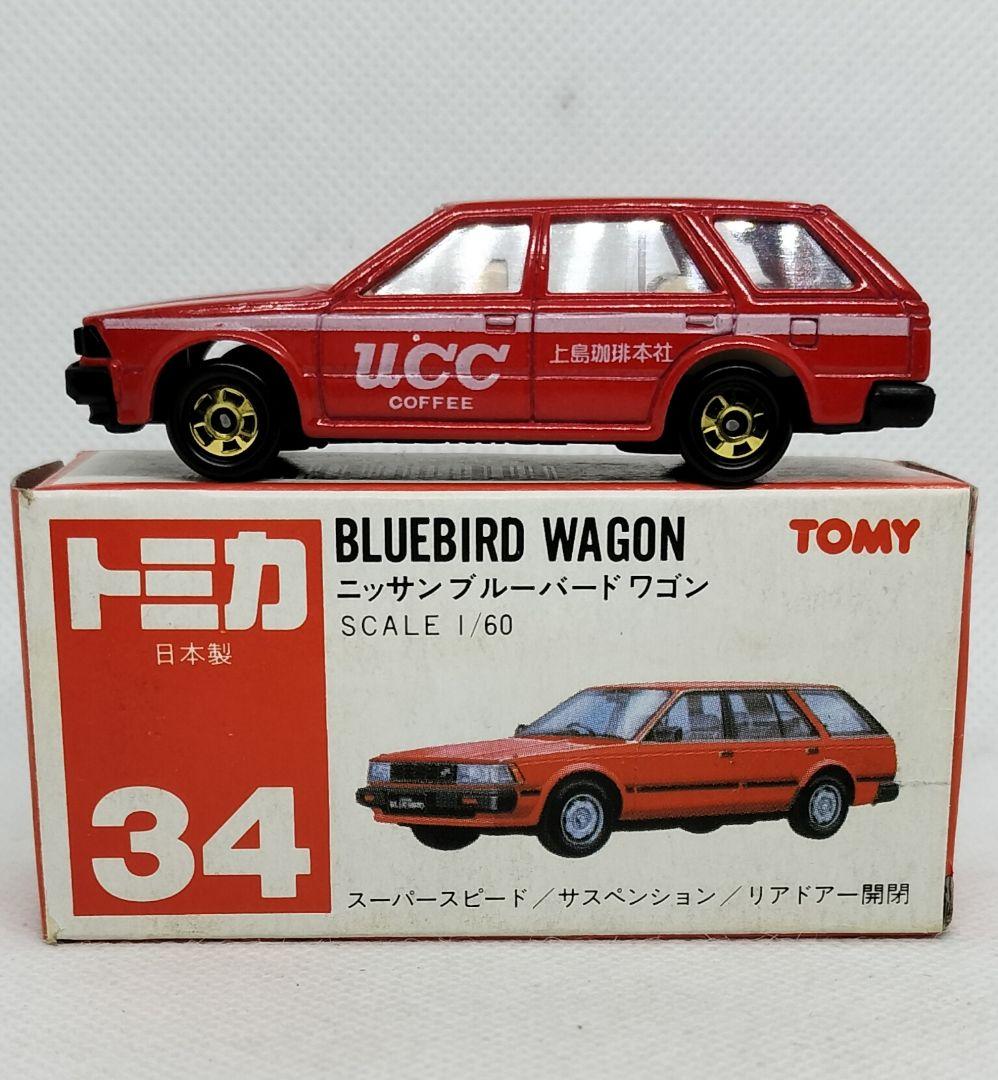 UCC
COFFEE
上島珈琲本社
トミカ
日本製
34
BLUEBIRD WAGON
ニッサン ブルーバード ワゴン
SCALE 1/60
TOMY
スーパースピード/サスペンション/リアドアー開閉